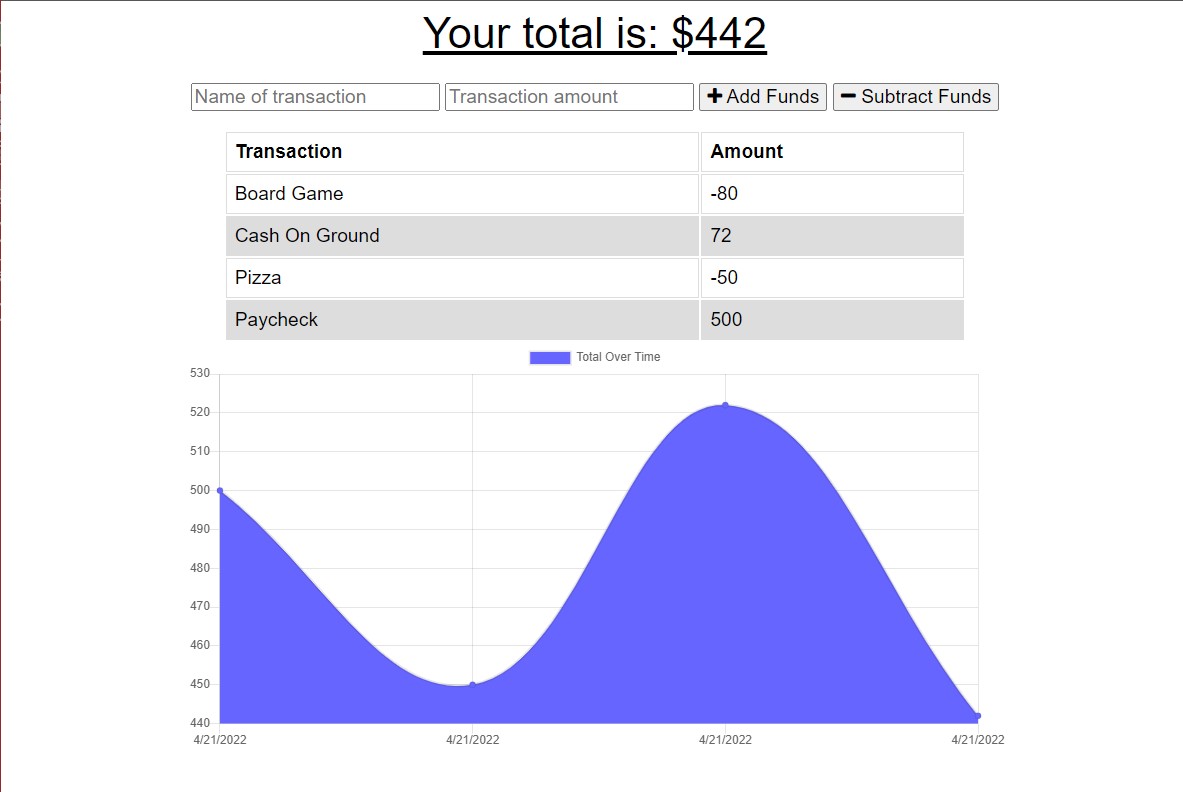 Your total is: $442
Name of transaction Transaction amount Add Funds Subtract Funds
Transaction Amount
Board Game -80
Cash On Ground 72
Pizza -50
Paycheck 500
Total Over Time
530
520
510
500
490
480
470
460
450
440
4/21/2022 4/21/2022 4/21/2022 4/21/2022